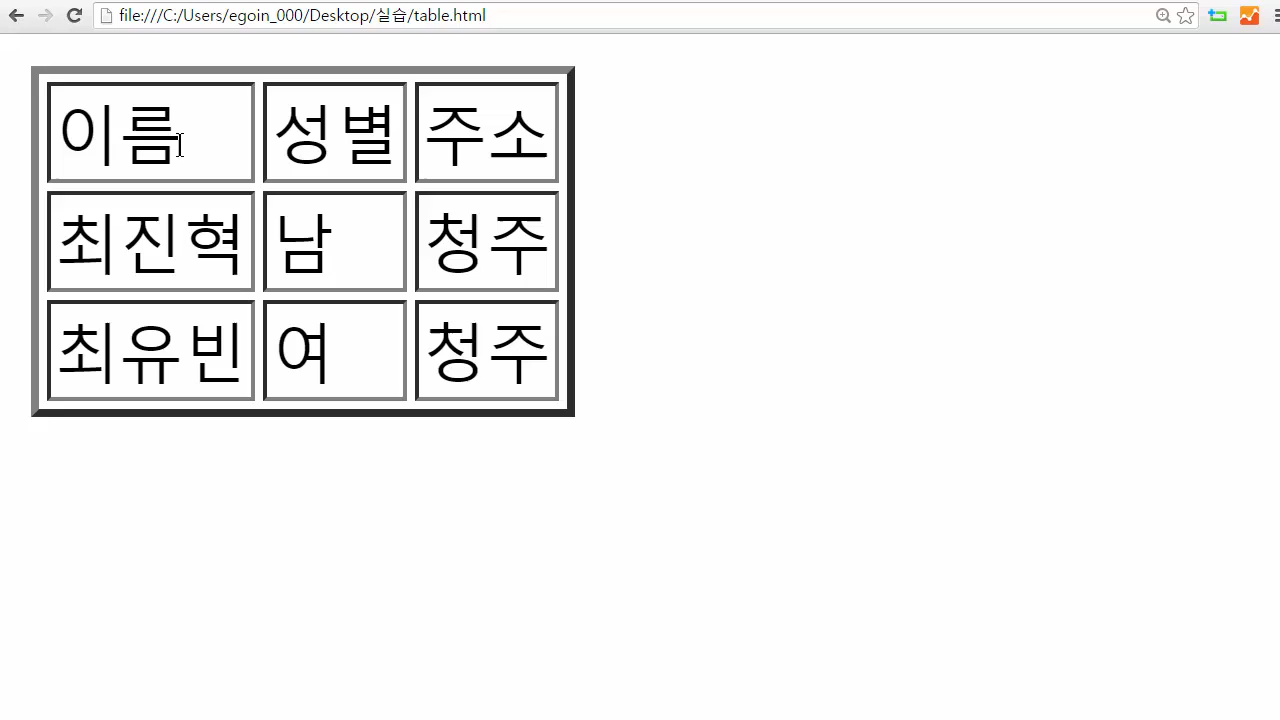 file:///C:/Users/egoin_000/Desktop/실습/table.html
이름 성별 주소
최진혁 남 청주
최유빈 여 청주